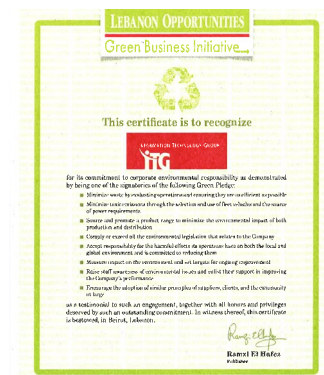 LEBANON OPPORTUNITIES
Green Business Initiative
This certificate is to recognize
INFORMATION TECHNOLOGY GROUP
ITG
for its commitment to corporate environmental responsibility as demonstrated
by being one of the signatories of the following Green Pledge:
Minimize waste by evaluating operations and ensuring they are as efficient as possible
Minimize toxic emissions through the selection and use of fleet vehicles and the source
of power requirements
Source and promote a product range to minimize the environmental impact of both
production and distribution
Comply or exceed all the environmental legislation that relates to the Company
Accept responsibility for the harmful effects its operations have on both the local and
global environment and is committed to reducing them
Measure impact on the environment and set targets for ongoing improvement
Raise staff awareness of environmental issues and enlist their support in improving
the Company's performance
Encourage the adoption of similar principles of suppliers, clients, and the community
at large
as a testimonial to such an engagement, together with all honors and privileges
deserved by such an outstanding commitment. In witness thereof, this certificate
is bestowed, in Beirut, Lebanon.
Ramzi El Hafez
Publisher